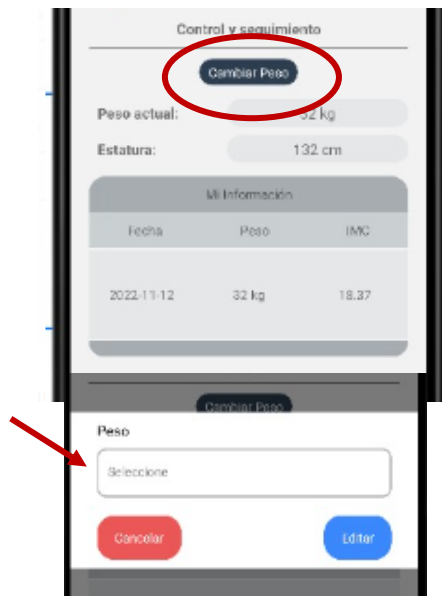 Control y seguimiento
Cambiar Peso
Peso actual: 32 kg
Estatura: 132 cm
Mi Información
Fecha Peso IMC
2022-11-12 32 kg 18.37
Cambiar Peso
Peso
Seleccione
Cancelar Editar